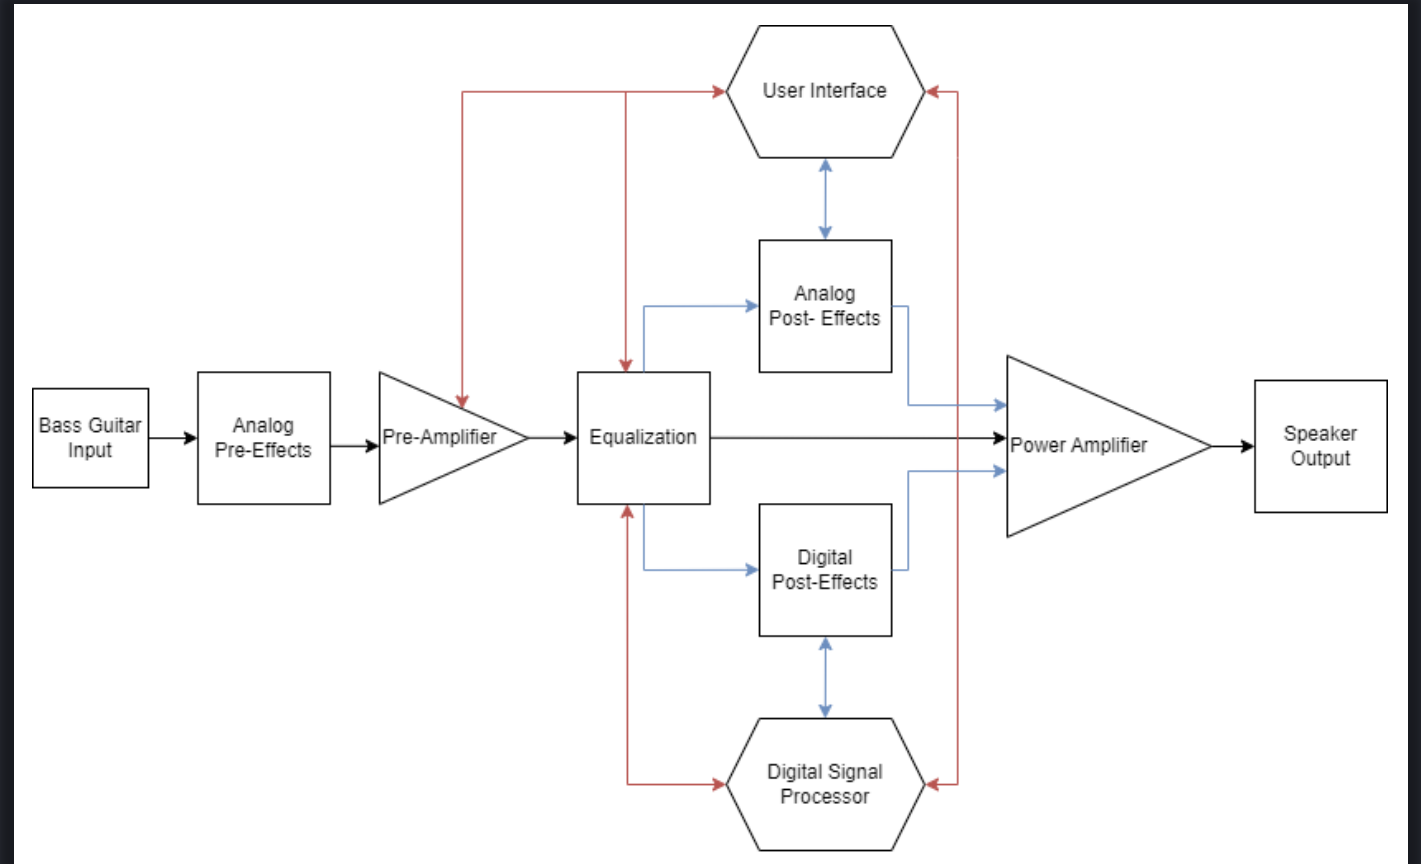 User Interface
Analog
Post- Effects
Bass Guitar
Input
Analog
Pre-Effects
Pre-Amplifier
Equalization
Power Amplifier
Speaker
Output
Digital
Post-Effects
Digital Signal
Processor